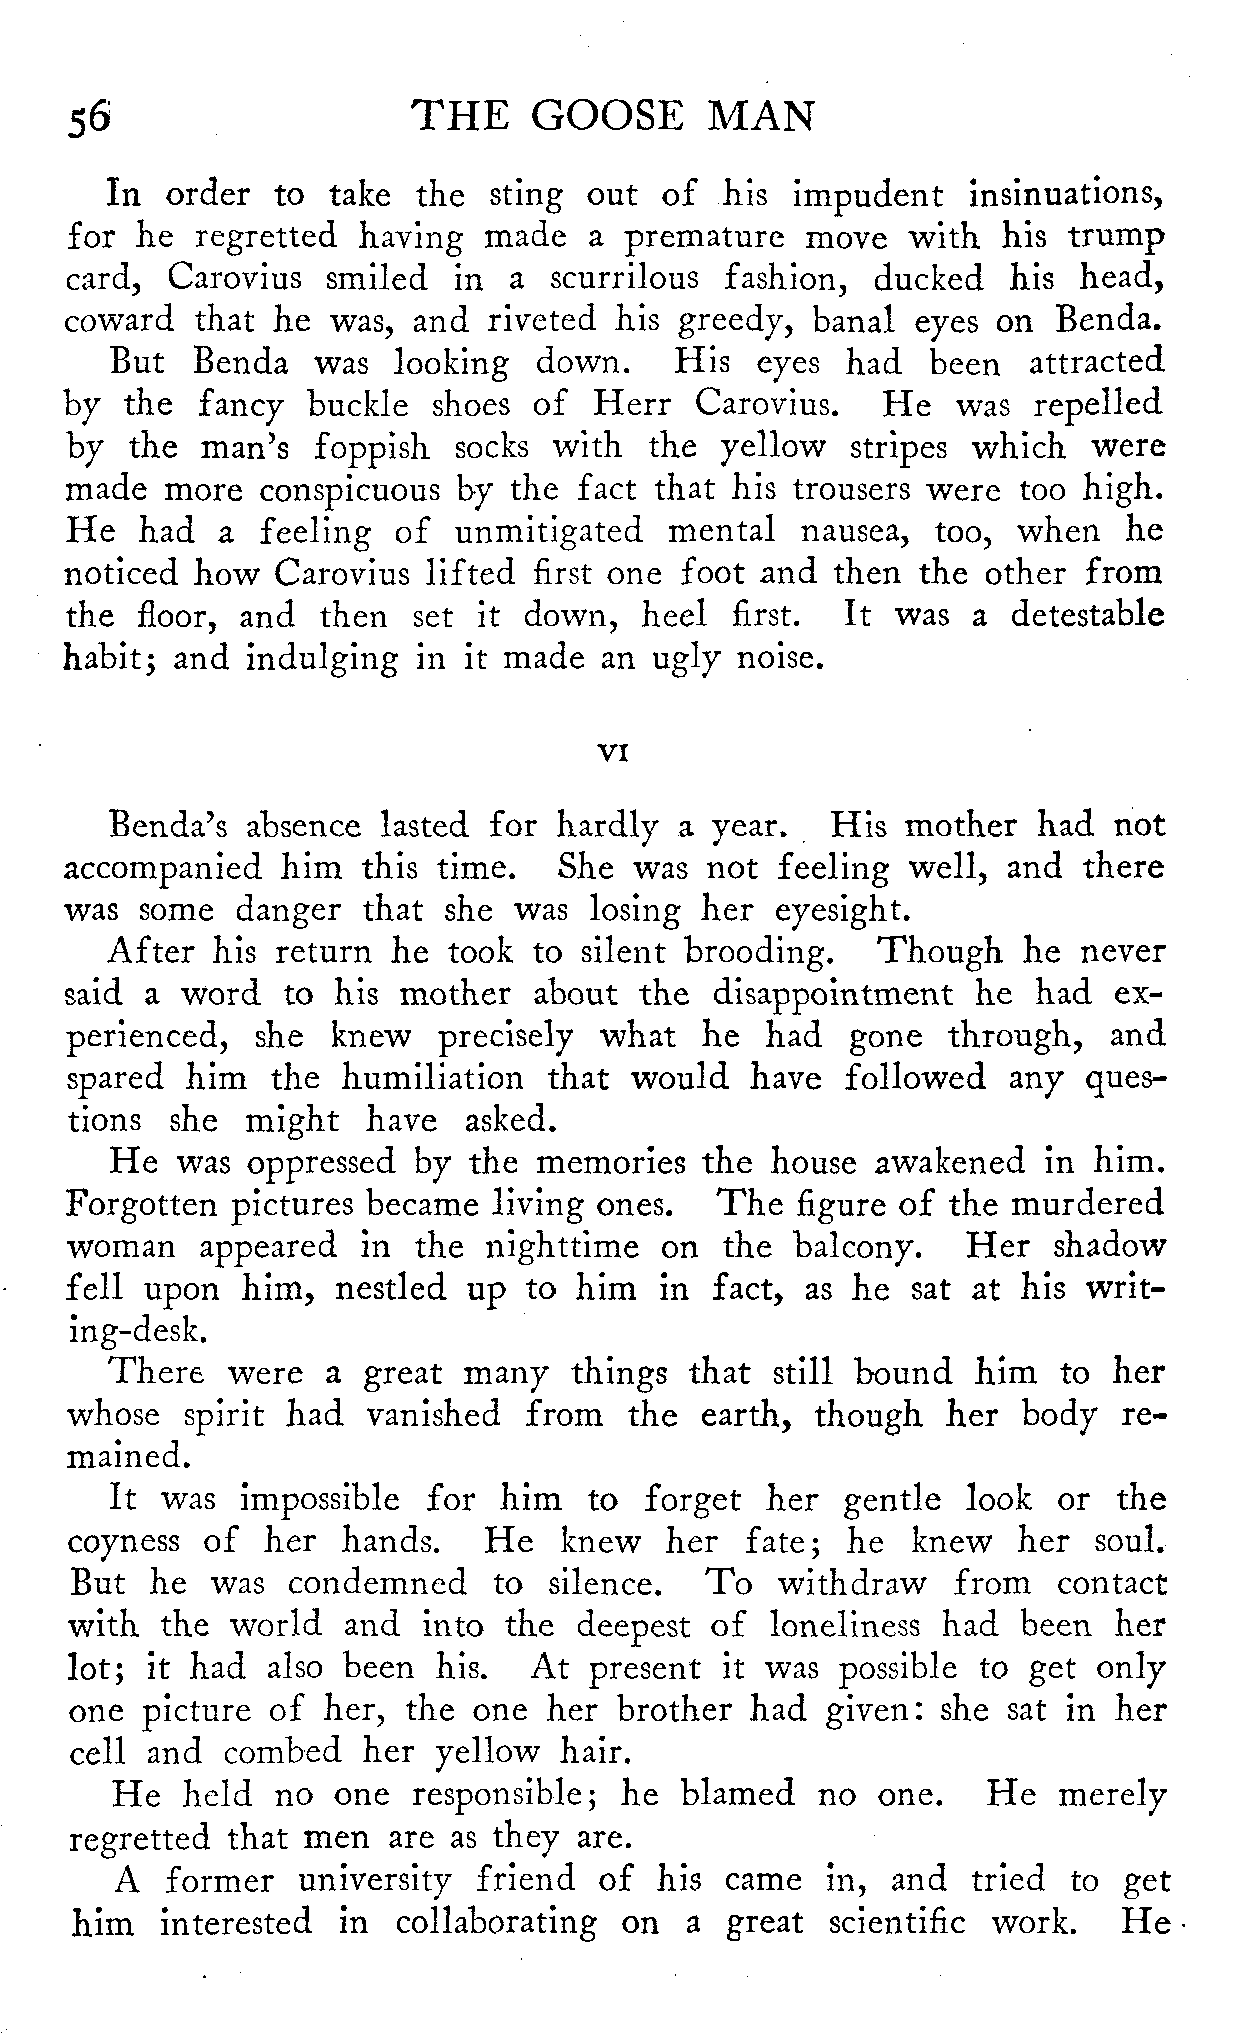 56 THE GOOSE MAN
In order to take the sting out of his impudent insinuations,
for he regretted having made a premature move with his trump
card, Carovius smiled in a scurrilous fashion, ducked his head,
coward that he was, and riveted his greedy, banal eyes on Benda.
But Benda was looking down. His eyes had been attracted
by the fancy buckle shoes of Herr Carovius. He was repelled
by the man's foppish socks with the yellow stripes which were
made more conspicuous by the fact that his trousers were too high.
He had a feeling of unmitigated mental nausea, too, when he
noticed how Carovius lifted first one foot and then the other from
the floor, and then set it down, heel first. It was a detestable
habit; and indulging in it made an ugly noise.
VI
Benda's absence lasted for hardly a year. His mother had not
accompanied him this time. She was not feeling well, and there
was some danger that she was losing her eyesight.
After his return he took to silent brooding. Though he never
said a word to his mother about the disappointment he had ex-
perienced, she knew precisely what he had gone through, and
spared him the humiliation that would have followed any ques-
tions she might have asked.
He was oppressed by the memories the house awakened in him.
Forgotten pictures became living ones. The figure of the murdered
woman appeared in the nighttime on the balcony. Her shadow
fell upon him, nestled up to him in fact, as he sat at his writ-
ing-desk.
There were a great many things that still bound him to her
whose spirit had vanished from the earth, though her body re-
mained.
It was impossible for him to forget her gentle look or the
coyness of her hands. He knew her fate; he knew her soul.
But he was condemned to silence. To withdraw from contact
with the world and into the deepest of loneliness had been her
lot; it had also been his. At present it was possible to get only
one picture of her, the one her brother had given: she sat in her
cell and combed her yellow hair.
He held no one responsible; he blamed no one. He merely
regretted that men are as they are.
A former university friend of his came in, and tried to get
him interested in collaborating on a great scientific work. He